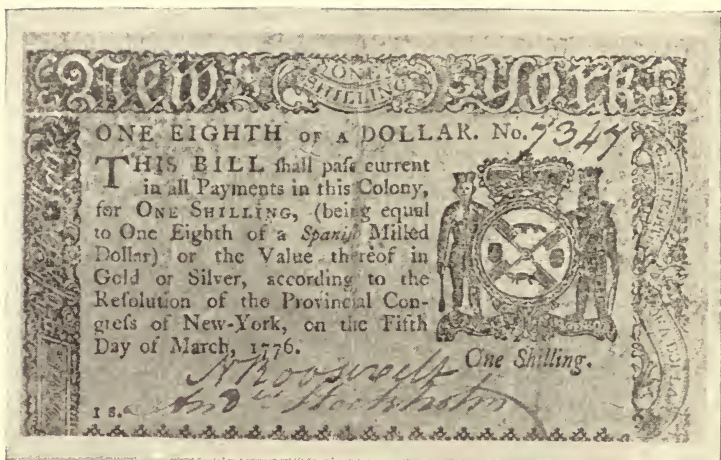 New ONE SHILLING York
ONE EIGHTH OF A DOLLAR. No. 7347
THIS BILL ſhall paſs current
in all Payments in this Colony,
for ONE SHILLING, (being equal
to One Eighth of a Spaniſh Milled
Dollar) or the Value thereof in
Gold or Silver, according to the
Reſolution of the Provincial Con-
greſs of New-York, on the Fifth
Day of March, 1776.
One Shilling.
N Roosevelt
1s. And Stockholm